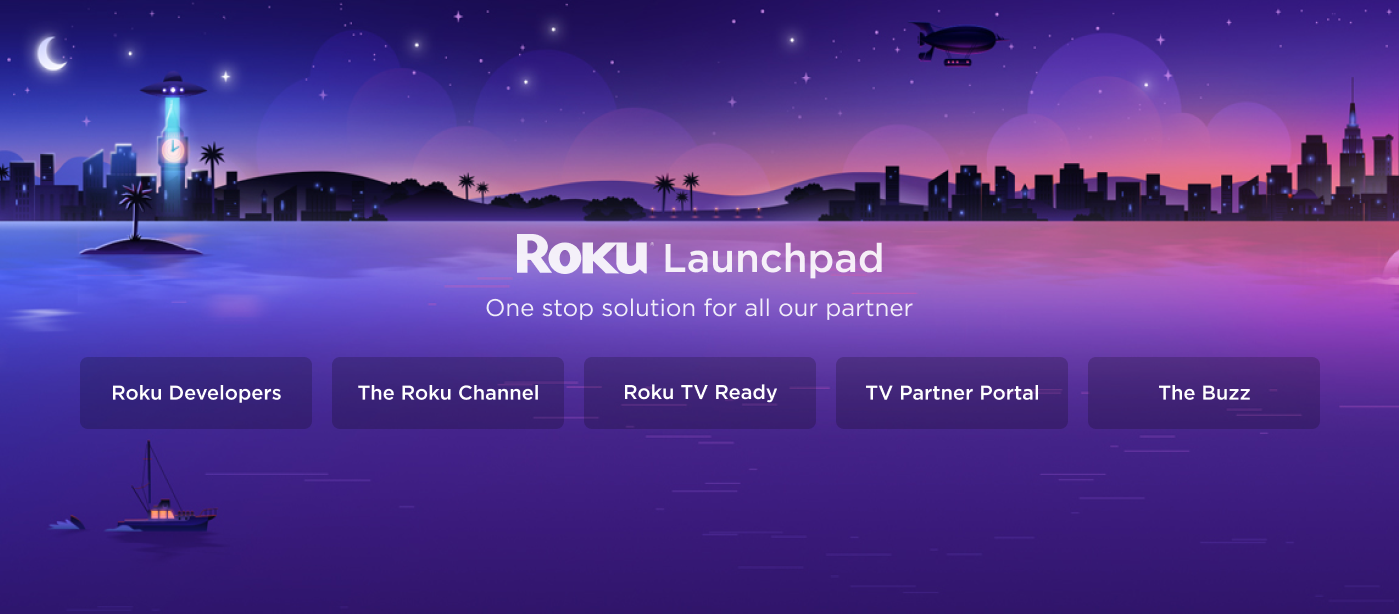 Roku Launchpad
One stop solution for all our partner
Roku Developers
The Roku Channel
Roku TV Ready
TV Partner Portal
The Buzz